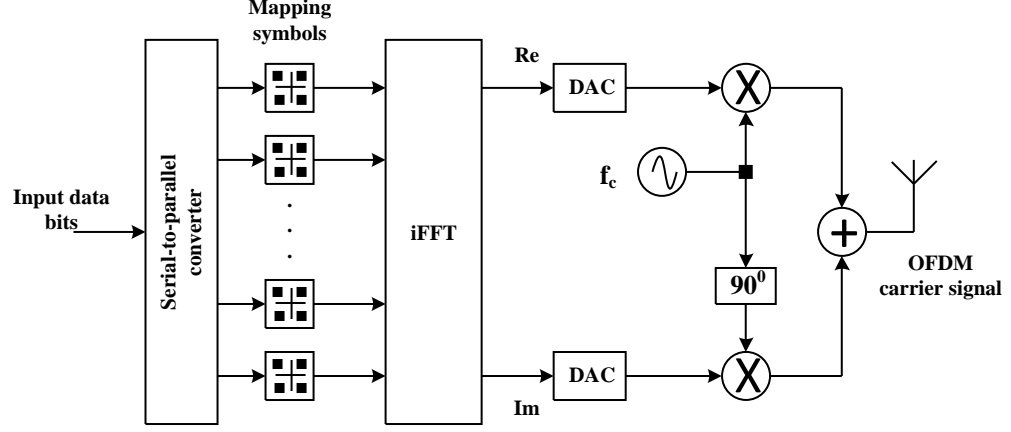 Mapping
symbols
Input data
bits
Serial-to-parallel
converter
iFFT
Re
DAC
X
f_c
90^0
+
OFDM
carrier signal
Im
DAC
X